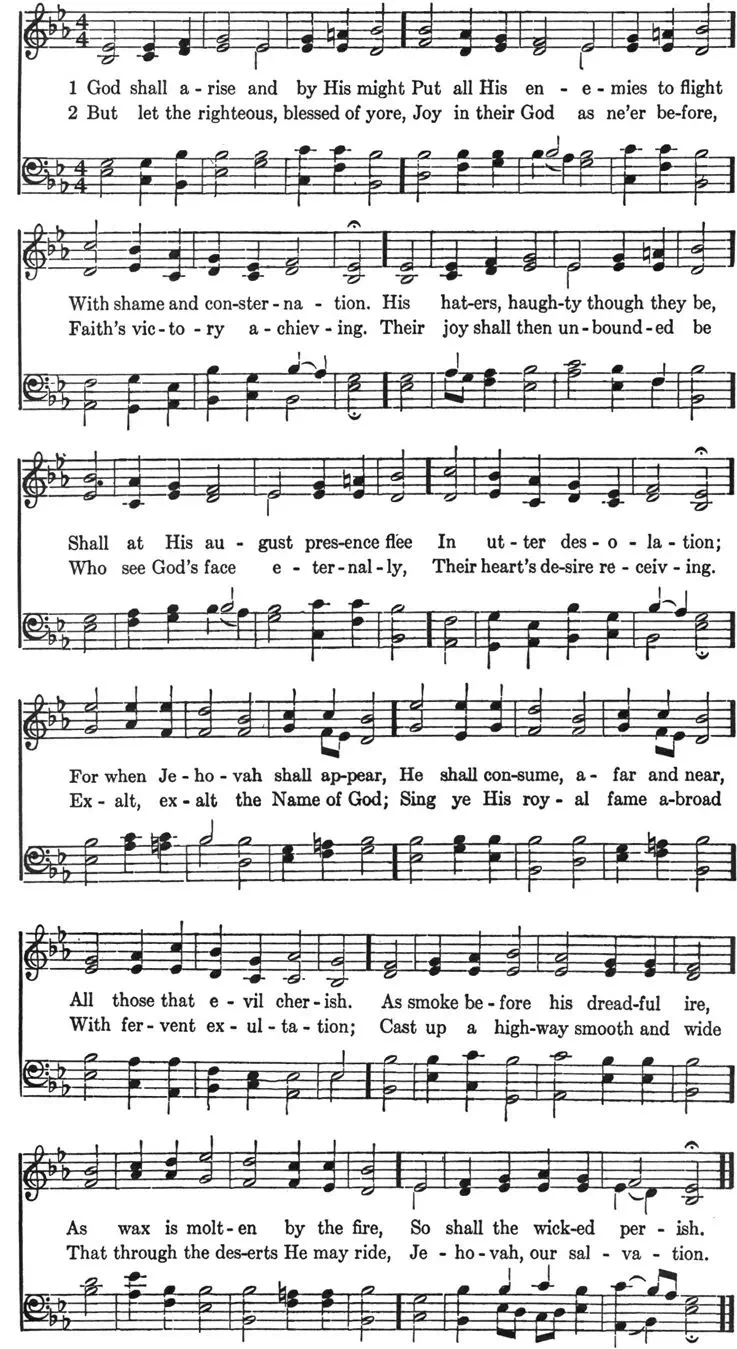 1 God shall a - rise and by His might Put all His en - e - mies to flight
2 But let the righteous, blessed of yore, Joy in their God as ne'er be-fore,
With shame and con-ster-na - tion. His hat-ers, haugh-ty though they be,
Faith's vic-to - ry a - chiev - ing. Their joy shall then un-bound-ed be
Shall at His au - gust pres-ence flee In ut - ter des - o - la - tion;
Who see God's face e - ter-nal-ly, Their heart's de-sire re - ceiv - ing.
For when Je - ho - vah shall ap-pear, He shall con-sume, a - far and near,
Ex - alt, ex - alt the Name of God; Sing ye His roy - al fame a-broad
All those that e - vil cher - ish. As smoke be - fore his dread-ful ire,
With fer - vent ex - ul - ta - tion; Cast up a high-way smooth and wide
As wax is molt - en by the fire, So shall the wick-ed per - ish.
That through the des-erts He may ride, Je - ho - vah, our sal - va - tion.